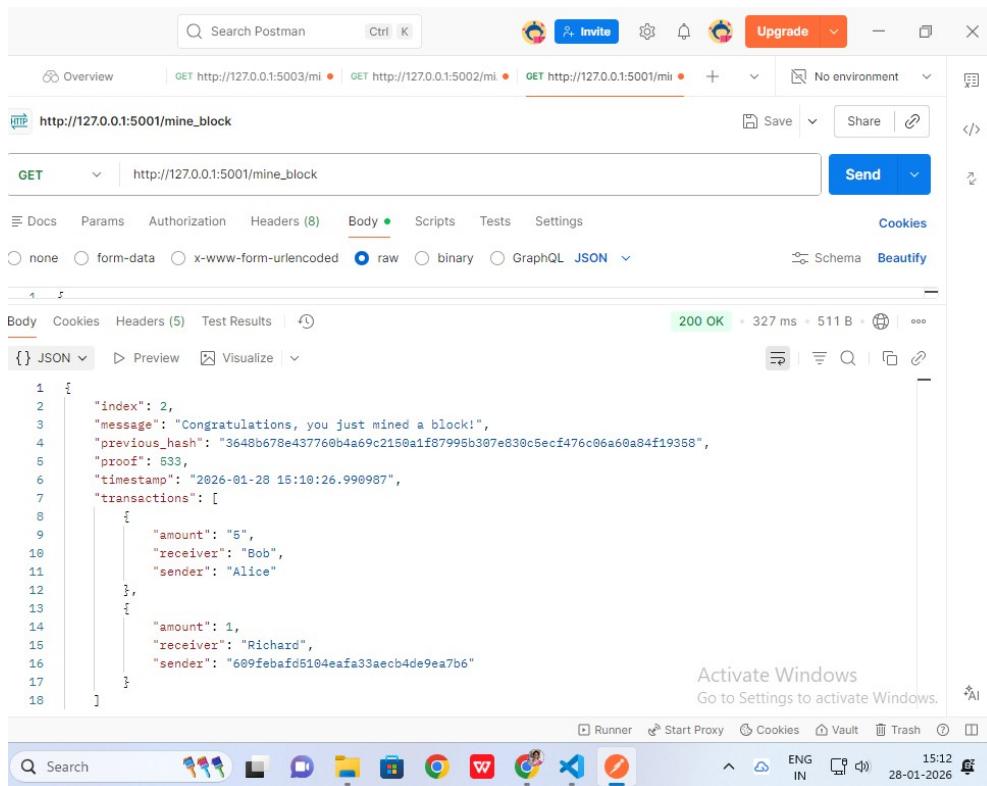 Search Postman Ctrl K Invite Upgrade
Overview GET http://127.0.0.1:5003/mi GET http://127.0.0.1:5002/mi. GET http://127.0.0.1:5001/mii No environment
HTTP http://127.0.0.1:5001/mine_block Save Share
GET http://127.0.0.1:5001/mine_block Send
Docs Params Authorization Headers (8) Body Scripts Tests Settings Cookies
none form-data x-www-form-urlencoded raw binary GraphQL JSON Schema Beautify
1 {
Body Cookies Headers (5) Test Results 200 OK 327 ms 511 B
{} JSON Preview Visualize
1 {
2 "index": 2,
3 "message": "Congratulations, you just mined a block!",
4 "previous_hash": "3648b678e437760b4a69c2150a1f87995b307e830c5ecf476c06a60a84f19358",
5 "proof": 533,
6 "timestamp": "2026-01-28 15:10:26.990987",
7 "transactions": [
8 {
9 "amount": "5",
10 "receiver": "Bob",
11 "sender": "Alice"
12 },
13 {
14 "amount": 1,
15 "receiver": "Richard",
16 "sender": "609febafd5104eafa33aecb4de9ea7b6"
17 }
18 ]
Activate Windows
Go to Settings to activate Windows.
AI
Runner Start Proxy Cookies Vault Trash
Search W ENG 15:12
IN 28-01-2026